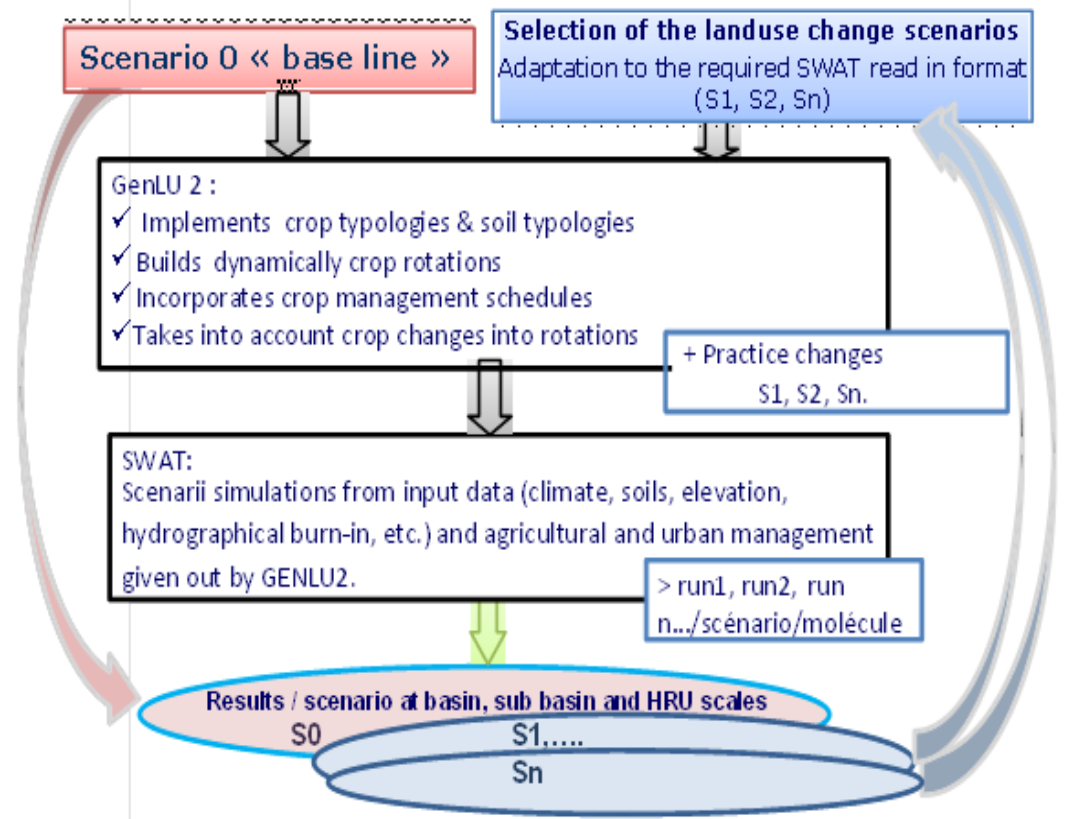 Scenario 0 « base line »
Selection of the landuse change scenarios
Adaptation to the required SWAT read in format
(S1, S2, Sn)
GenLU 2 :
✓ Implements crop typologies & soil typologies
✓ Builds dynamically crop rotations
✓ Incorporates crop management schedules
✓ Takes into account crop changes into rotations
+ Practice changes
S1, S2, Sn.
SWAT:
Scenarii simulations from input data (climate, soils, elevation,
hydrographical burn-in, etc.) and agricultural and urban management
given out by GENLU2.
> run1, run2, run
n.../scénario/molécule
Results / scenario at basin, sub basin and HRU scales
S0 S1,....
Sn